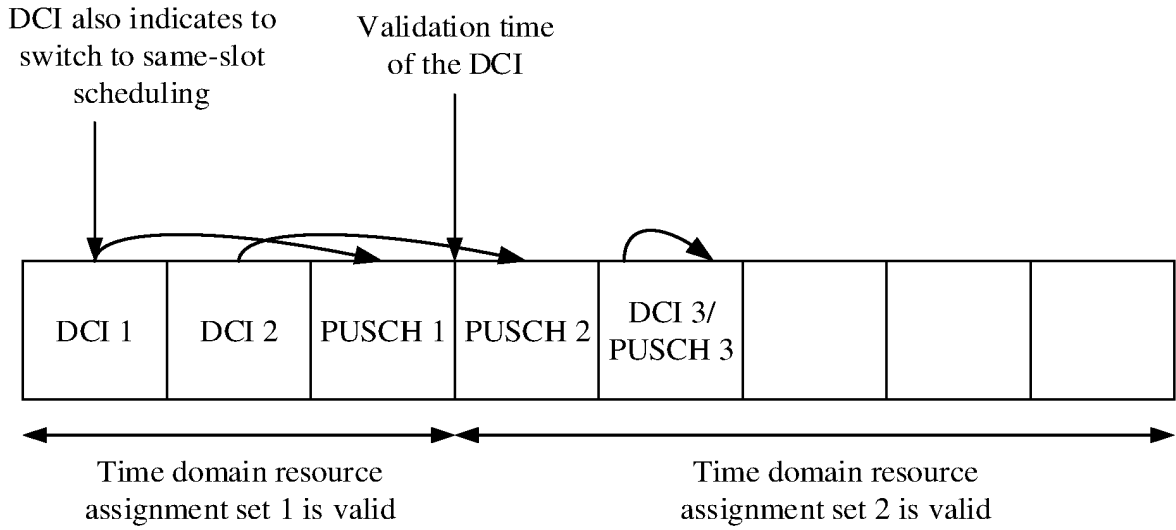 DCI also indicates to
switch to same-slot
scheduling
Validation time
of the DCI
DCI 1
DCI 2
PUSCH 1
PUSCH 2
DCI 3/
PUSCH 3
Time domain resource
assignment set 1 is valid
Time domain resource
assignment set 2 is valid